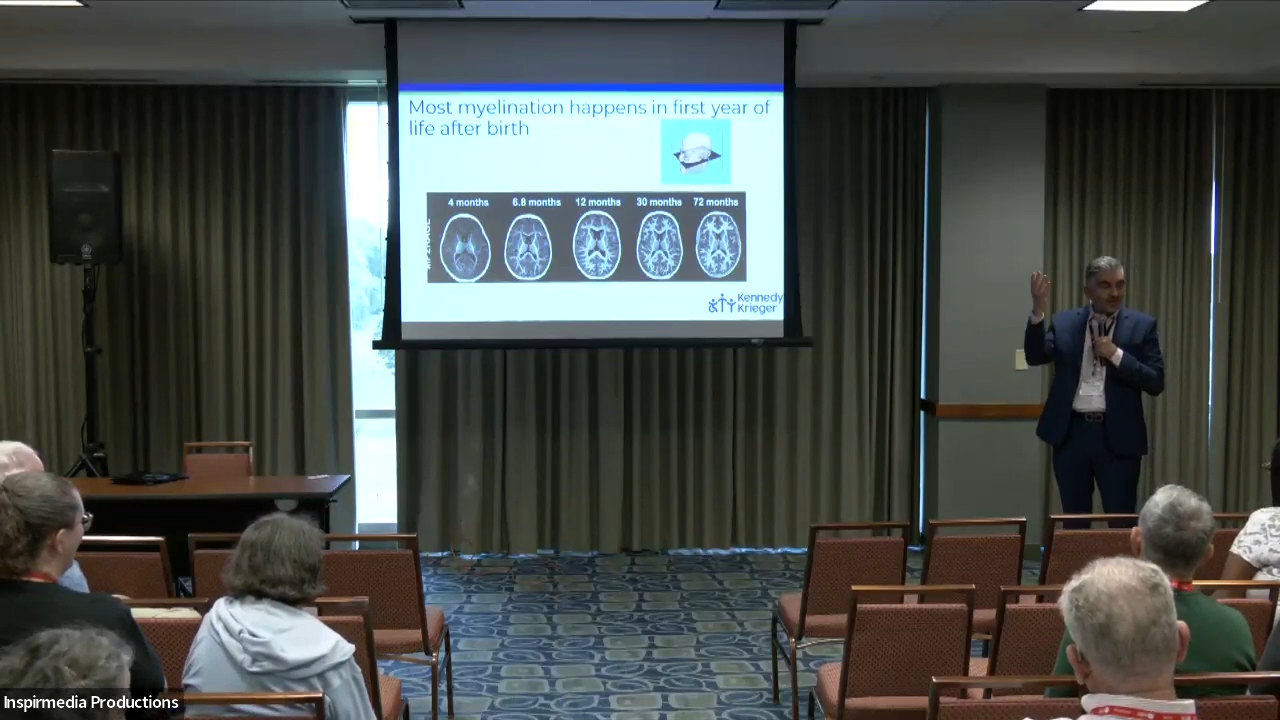 Most myelination happens in first year of
life after birth
4 months 6.8 months 12 months 30 months 72 months
Kennedy
Krieger
Inspirmedia Productions